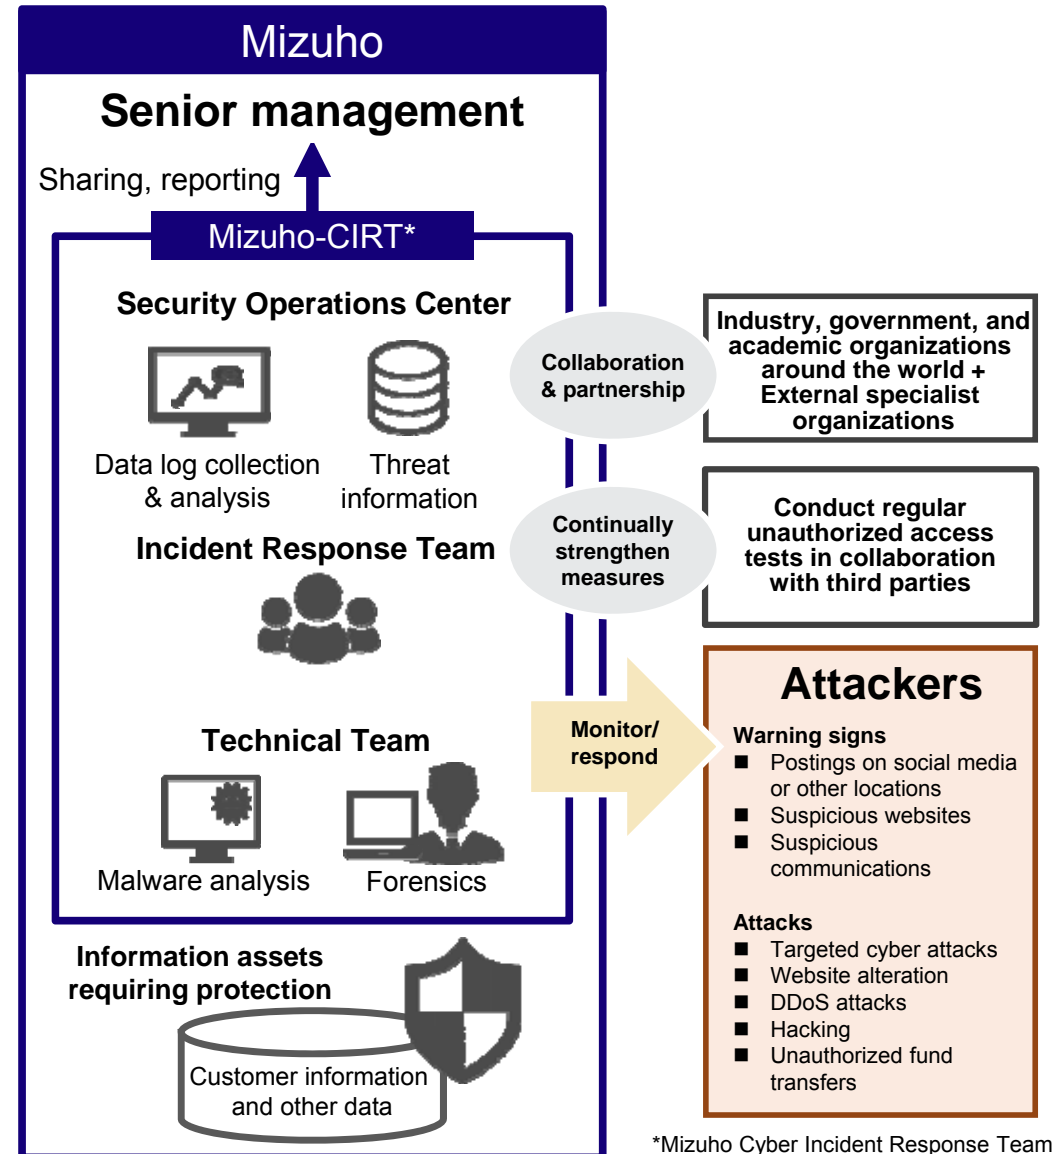 Mizuho
Senior management
Sharing, reporting
Mizuho-CIRT*
Security Operations Center
Data log collection
& analysis
Threat
information
Incident Response Team
Technical Team
Malware analysis
Forensics
Information assets
requiring protection
Customer information
and other data
Collaboration
& partnership
Industry, government, and
academic organizations
around the world +
External specialist
organizations
Continually
strengthen
measures
Conduct regular
unauthorized access
tests in collaboration
with third parties
Monitor/
respond
Attackers
Warning signs
■ Postings on social media
or other locations
■ Suspicious websites
■ Suspicious
communications
Attacks
■ Targeted cyber attacks
■ Website alteration
■ DDoS attacks
■ Hacking
■ Unauthorized fund
transfers
*Mizuho Cyber Incident Response Team